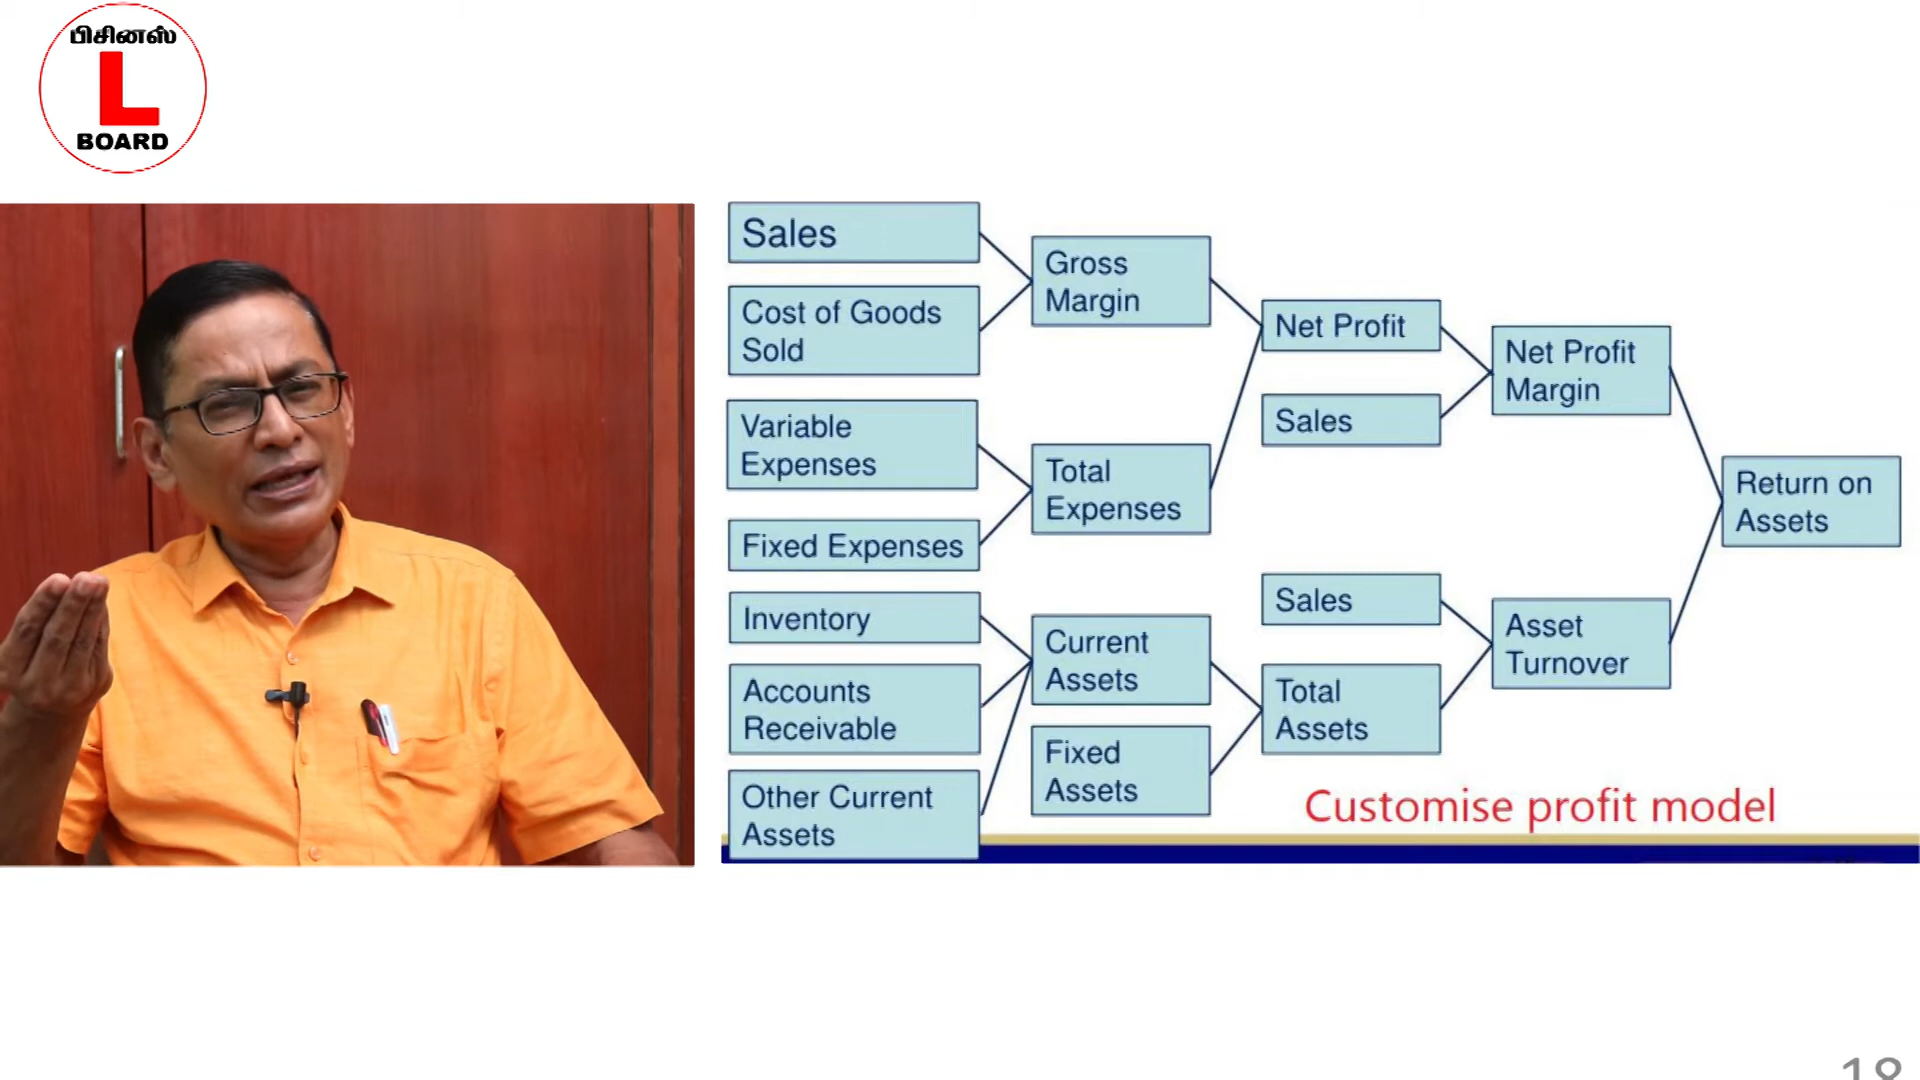 பிசினஸ்
L
BOARD
Sales
Cost of Goods
Sold
Variable
Expenses
Fixed Expenses
Inventory
Accounts
Receivable
Other Current
Assets
Gross
Margin
Total
Expenses
Current
Assets
Fixed
Assets
Net Profit
Sales
Sales
Total
Assets
Net Profit
Margin
Asset
Turnover
Return on
Assets
Customise profit model
18